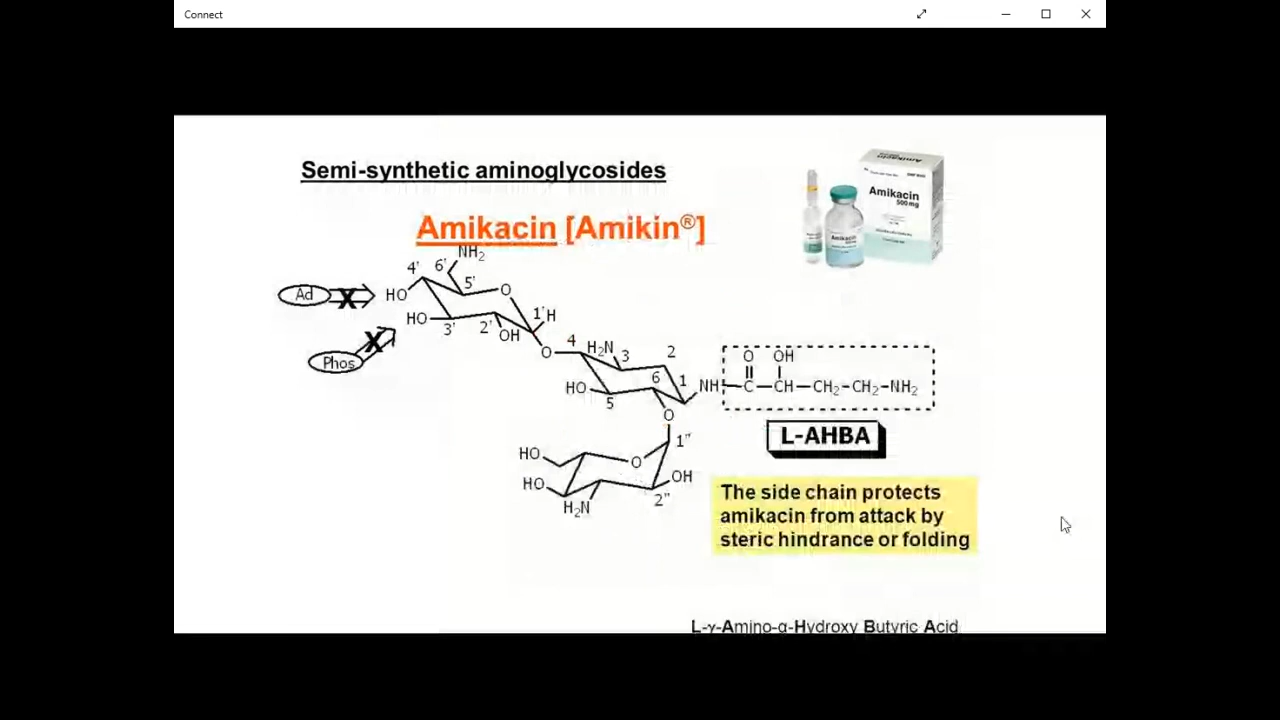 Connect
Semi-synthetic aminoglycosides
Amikacin [Amikin®]
Amikacin
500mg
Amikacin
NH₂
4' 6'
5'
O
Ad X HO
HO 3' 2' OH 1' H
X
Phos
O 4 H₂N 3 2
HO 5 6 1 NH
O OH
C CH CH₂ CH₂ NH₂
O
1"
L-AHBA
HO O OH
HO 2"
H₂N
The side chain protects
amikacin from attack by
steric hindrance or folding
L-γ-Amino-α-Hydroxy Butyric Acid